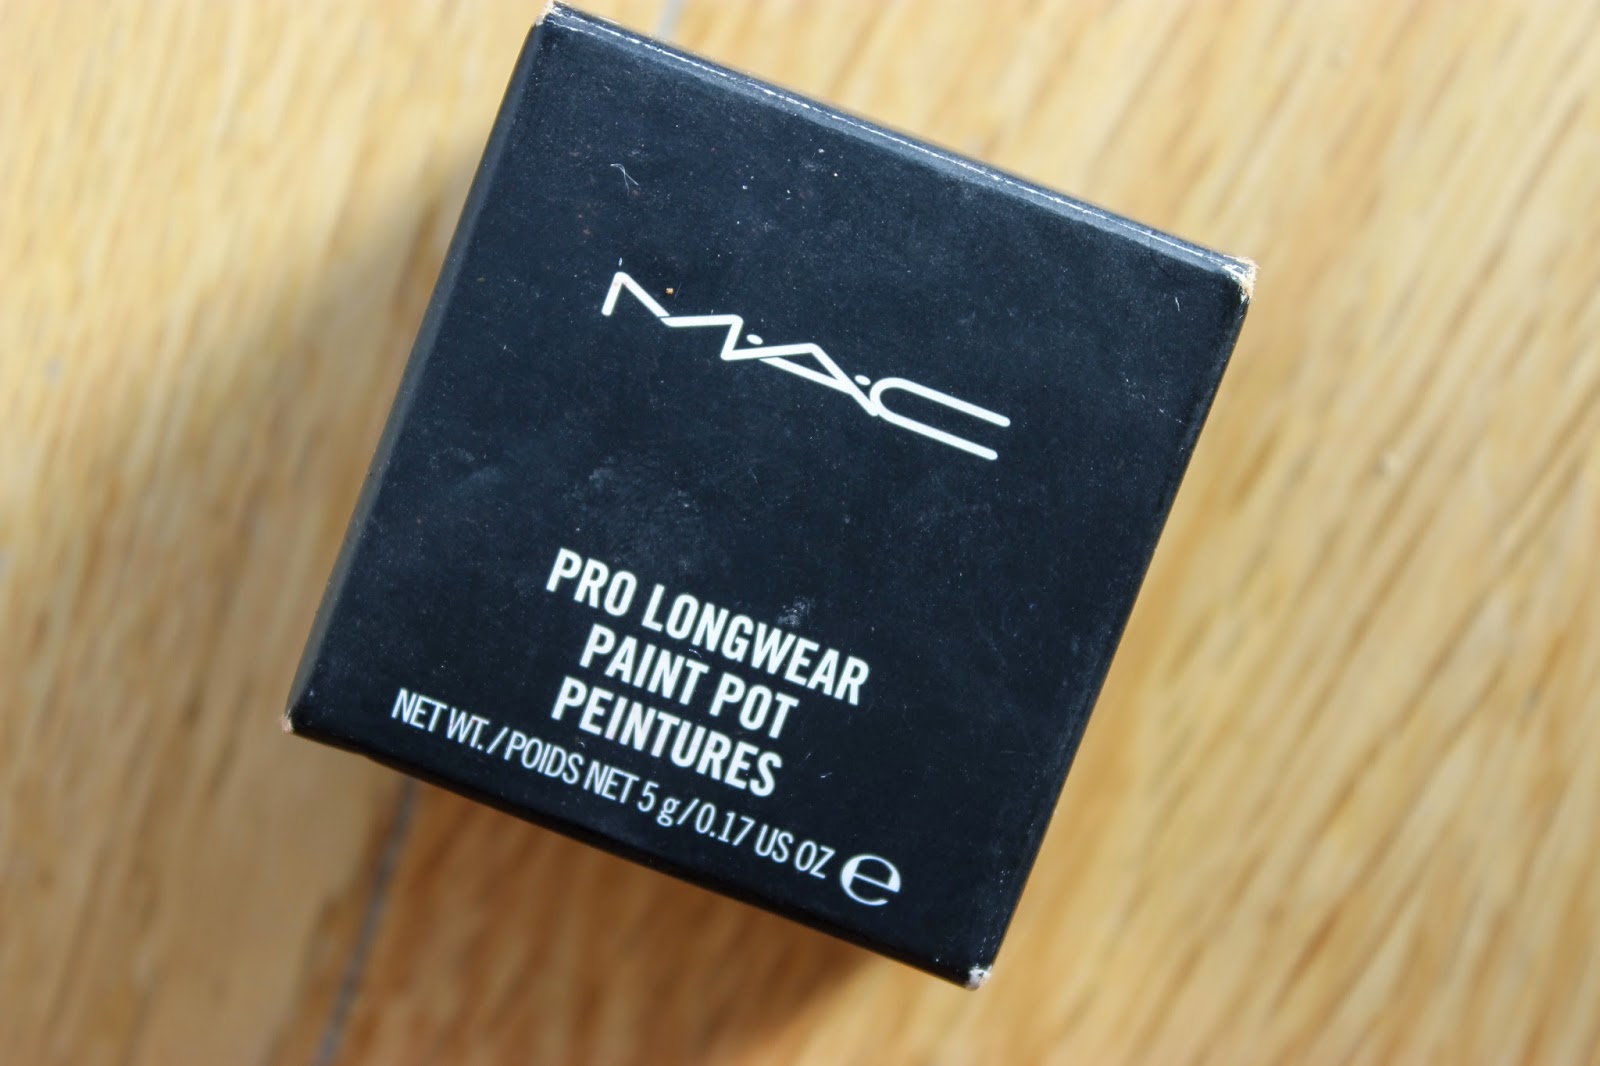 M·A·C
PRO LONGWEAR
PAINT POT
PEINTURES
NET WT. / POIDS NET 5 g / 0.17 US OZ ℮